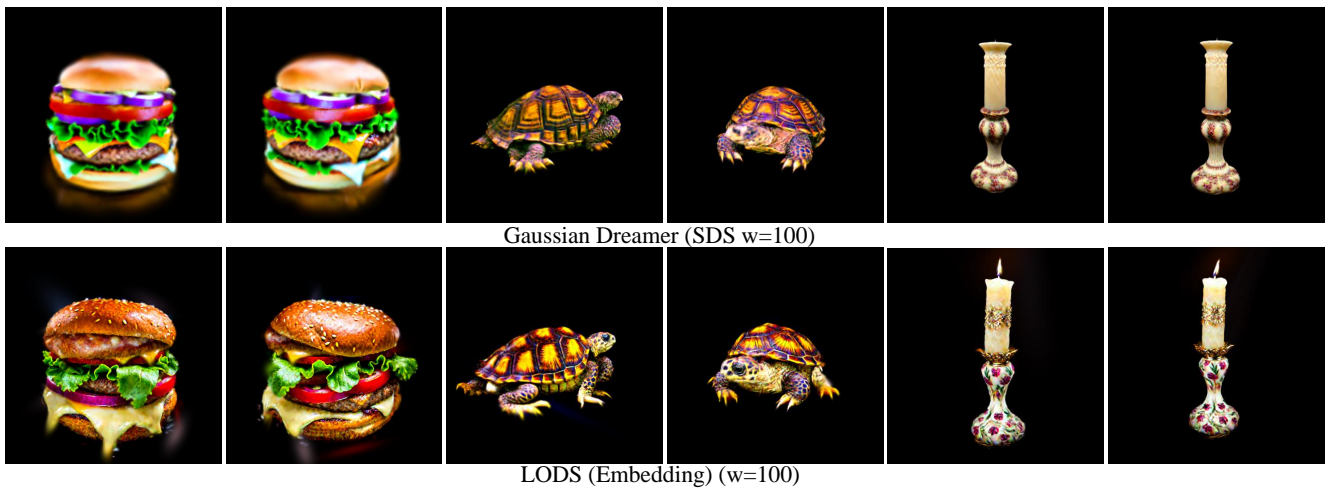 Gaussian Dreamer (SDS w=100)
LODS (Embedding) (w=100)